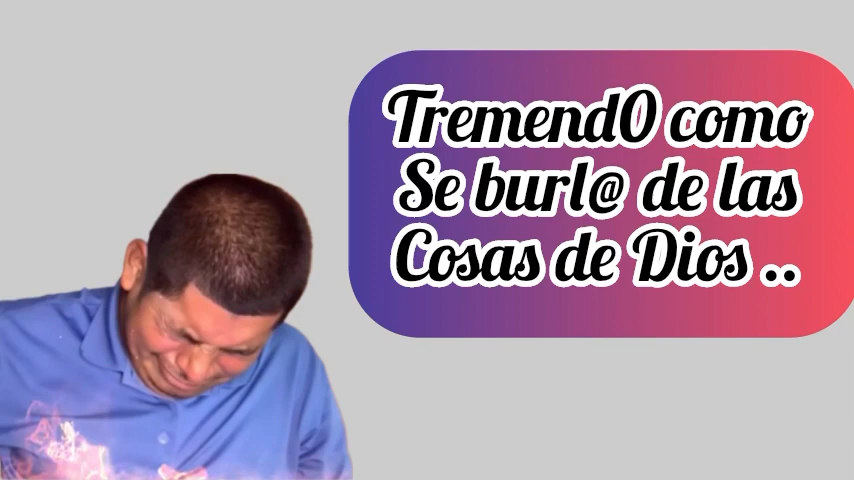 Tremend0 como
Se burl@ de las
Cosas de Dios ..